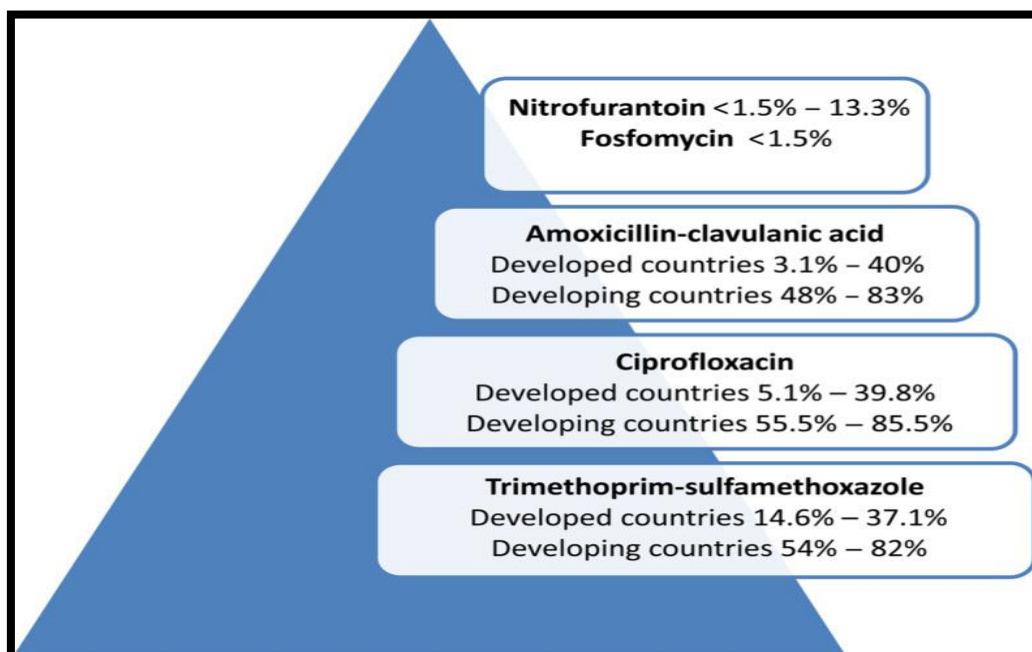 Nitrofurantoin <1.5% – 13.3%
Fosfomycin <1.5%
Amoxicillin-clavulanic acid
Developed countries 3.1% – 40%
Developing countries 48% – 83%
Ciprofloxacin
Developed countries 5.1% – 39.8%
Developing countries 55.5% – 85.5%
Trimethoprim-sulfamethoxazole
Developed countries 14.6% – 37.1%
Developing countries 54% – 82%